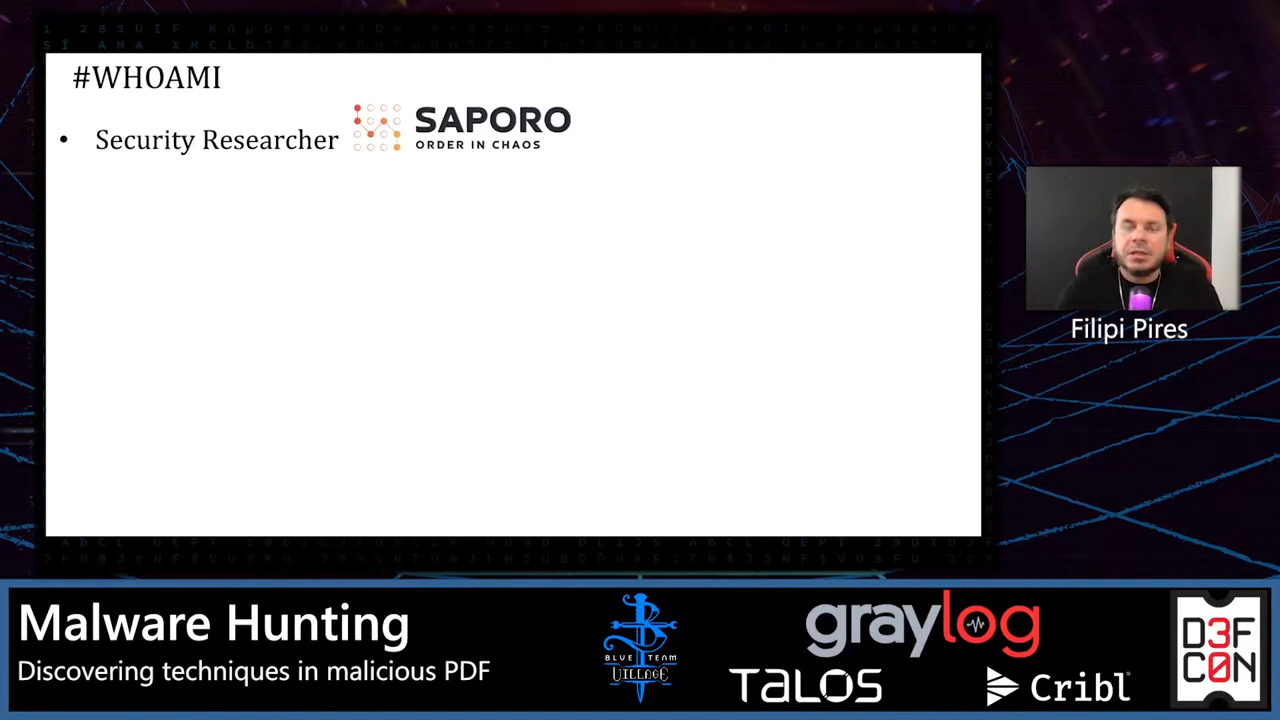 #WHOAMI
• Security Researcher
SAPORO
ORDER IN CHAOS
Filipi Pires
Malware Hunting
Discovering techniques in malicious PDF
BLUE TEAM
VILLAGE
graylog
TALOS
Cribl
D3F
C0N